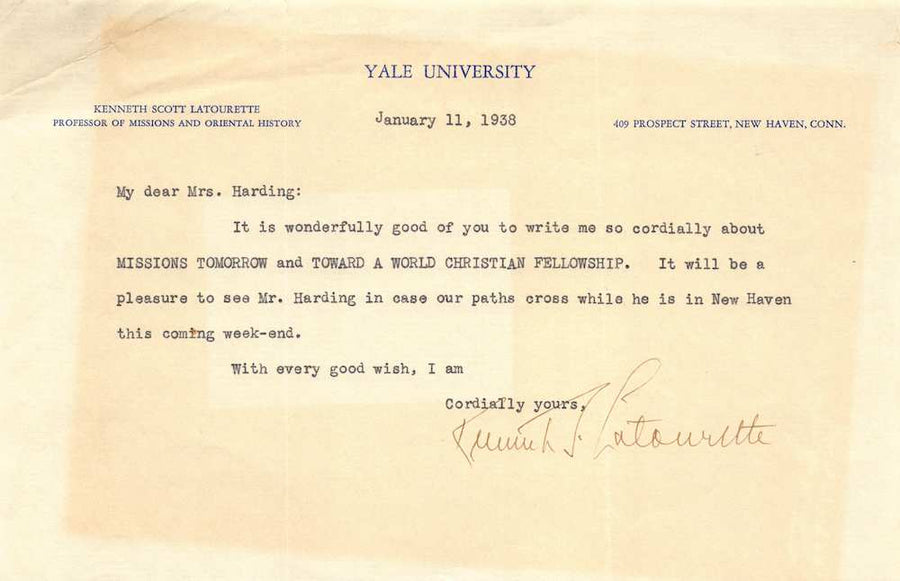 YALE UNIVERSITY
KENNETH SCOTT LATOURETTE
PROFESSOR OF MISSIONS AND ORIENTAL HISTORY
January 11, 1938
409 PROSPECT STREET, NEW HAVEN, CONN.
My dear Mrs. Harding:
It is wonderfully good of you to write me so cordially about
MISSIONS TOMORROW and TOWARD A WORLD CHRISTIAN FELLOWSHIP. It will be a
pleasure to see Mr. Harding in case our paths cross while he is in New Haven
this coming week-end.
With every good wish, I am
Cordially yours,
Kenneth S. Latourette